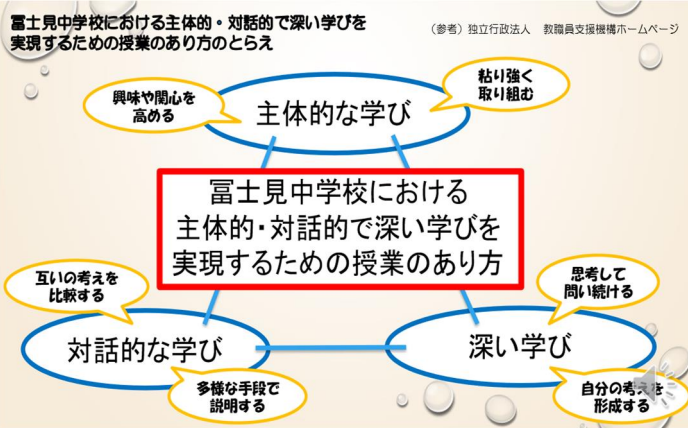 冨士見中学校における主体的・対話的で深い学びを
実現するための授業のあり方のとらえ
（参考）独立行政法人　教職員支援機構ホームページ
興味や関心を
高める
主体的な学び
粘り強く
取り組む
冨士見中学校における
主体的・対話的で深い学びを
実現するための授業のあり方
互いの考えを
比較する
対話的な学び
多様な手段で
説明する
思考して
問い続ける
深い学び
自分の考えを
形成する